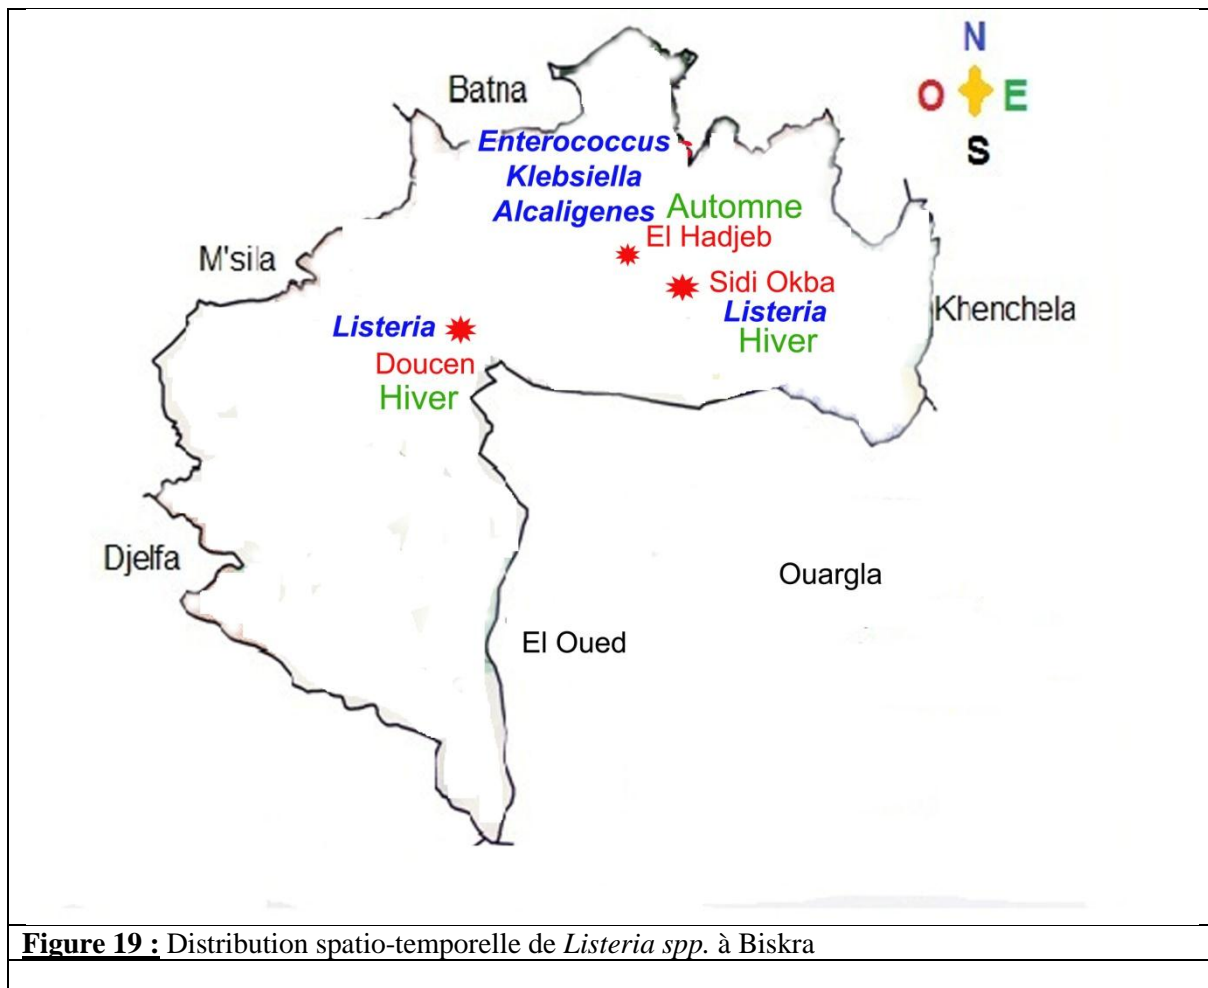 N
Batna
O E
S
Enterococcus
Klebsiella
Alcaligenes Automne
El Hadjeb
M'sila
Sidi Okba
Listeria
Khenchela
Hiver
Listeria
Doucen
Hiver
Djelfa
Ouargla
El Oued
Figure 19 : Distribution spatio-temporelle de Listeria spp. à Biskra